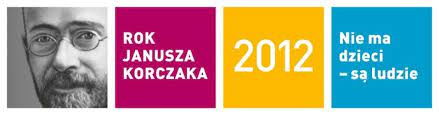 ROK
JANUSZA
KORCZAKA
2012
Nie ma
dzieci
– są ludzie